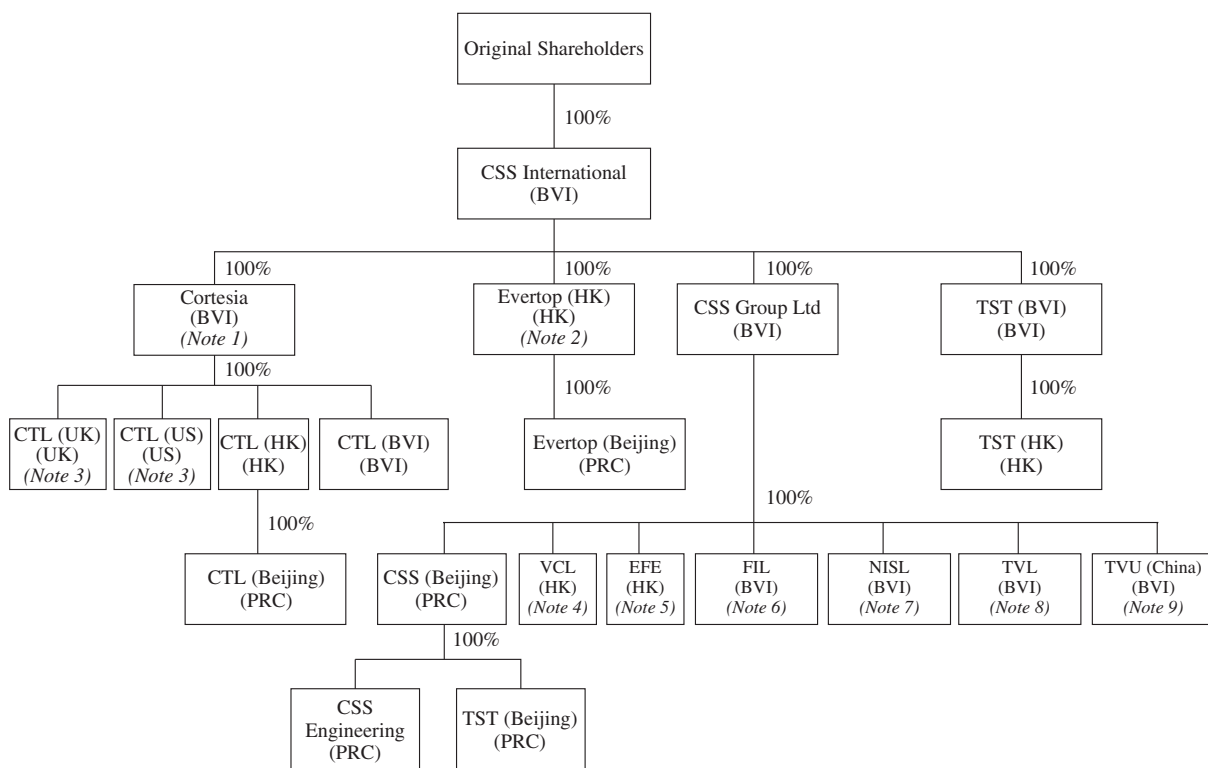 Original Shareholders
100%
CSS International
(BVI)
100%
100%
100%
100%
Cortesia
(BVI)
(Note 1)
Evertop (HK)
(HK)
(Note 2)
CSS Group Ltd
(BVI)
TST (BVI)
(BVI)
100%
100%
100%
CTL (UK)
(UK)
(Note 3)
CTL (US)
(US)
(Note 3)
CTL (HK)
(HK)
CTL (BVI)
(BVI)
Evertop (Beijing)
(PRC)
TST (HK)
(HK)
100%
100%
CTL (Beijing)
(PRC)
CSS (Beijing)
(PRC)
VCL
(HK)
(Note 4)
EFE
(HK)
(Note 5)
FIL
(BVI)
(Note 6)
NISL
(BVI)
(Note 7)
TVL
(BVI)
(Note 8)
TVU (China)
(BVI)
(Note 9)
100%
CSS
Engineering
(PRC)
TST (Beijing)
(PRC)